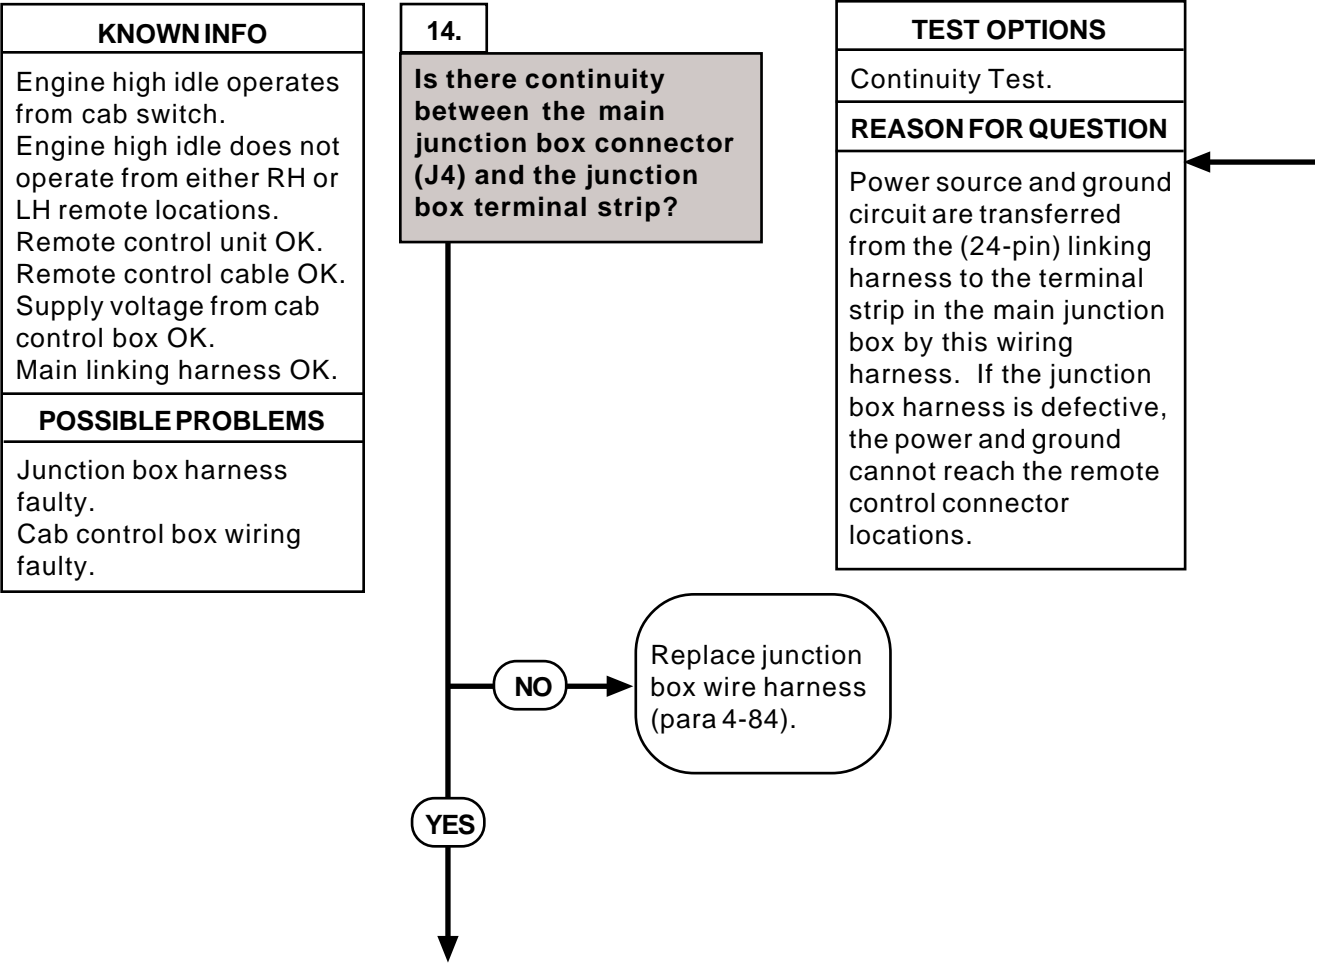 KNOWN INFO
Engine high idle operates
from cab switch.
Engine high idle does not
operate from either RH or
LH remote locations.
Remote control unit OK.
Remote control cable OK.
Supply voltage from cab
control box OK.
Main linking harness OK.
POSSIBLE PROBLEMS
Junction box harness
faulty.
Cab control box wiring
faulty.
14.
Is there continuity
between the main
junction box connector
(J4) and the junction
box terminal strip?
TEST OPTIONS
Continuity Test.
REASON FOR QUESTION
Power source and ground
circuit are transferred
from the (24-pin) linking
harness to the terminal
strip in the main junction
box by this wiring
harness. If the junction
box harness is defective,
the power and ground
cannot reach the remote
control connector
locations.
NO
Replace junction
box wire harness
(para 4-84).
YES